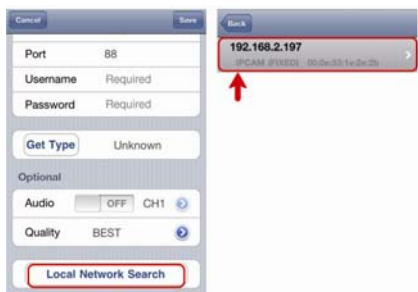 Cancel Save
Port 88
Username Required
Password Required
Get Type Unknown
Optional
Audio OFF CH1
Quality BEST
Local Network Search
Back
192.168.2.197
IPCAM (FIXED)